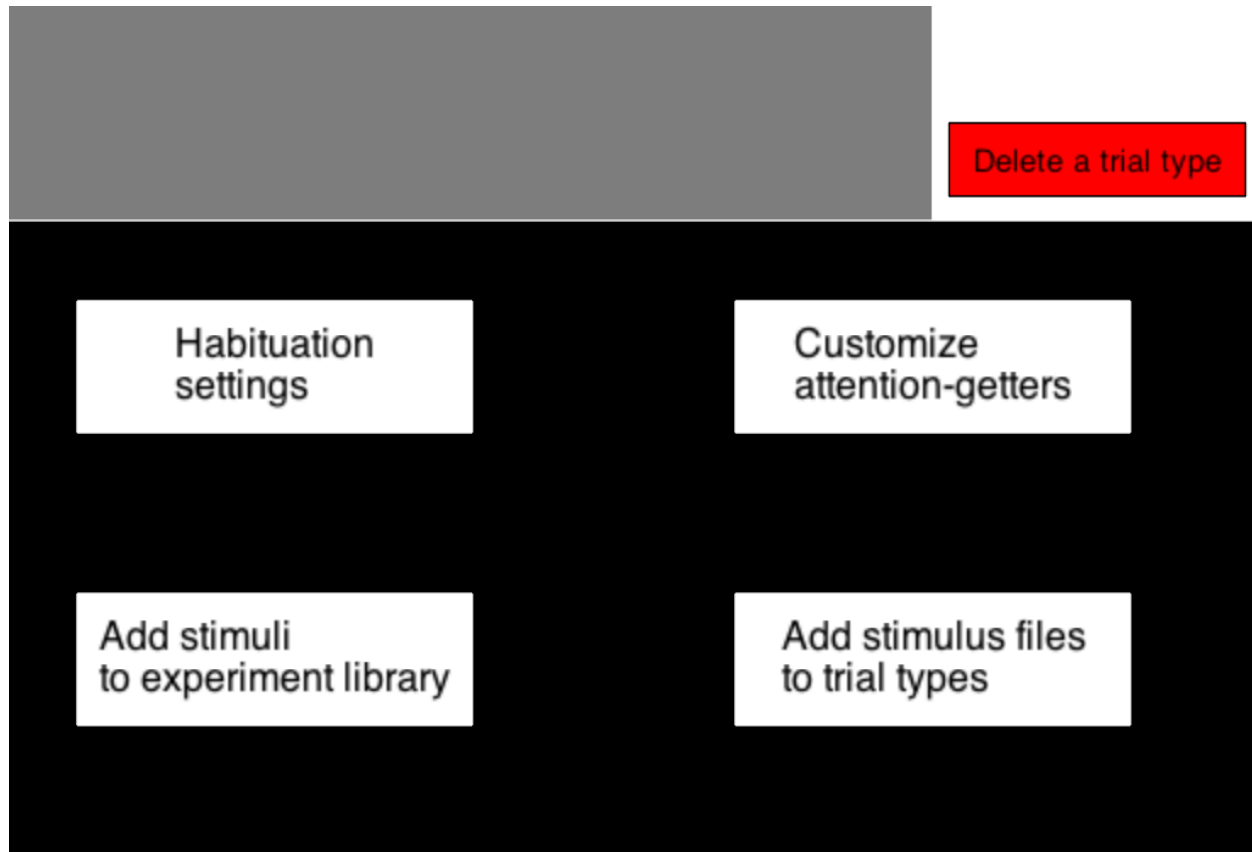 Delete a trial type
Habituation
settings
Customize
attention-getters
Add stimuli
to experiment library
Add stimulus files
to trial types